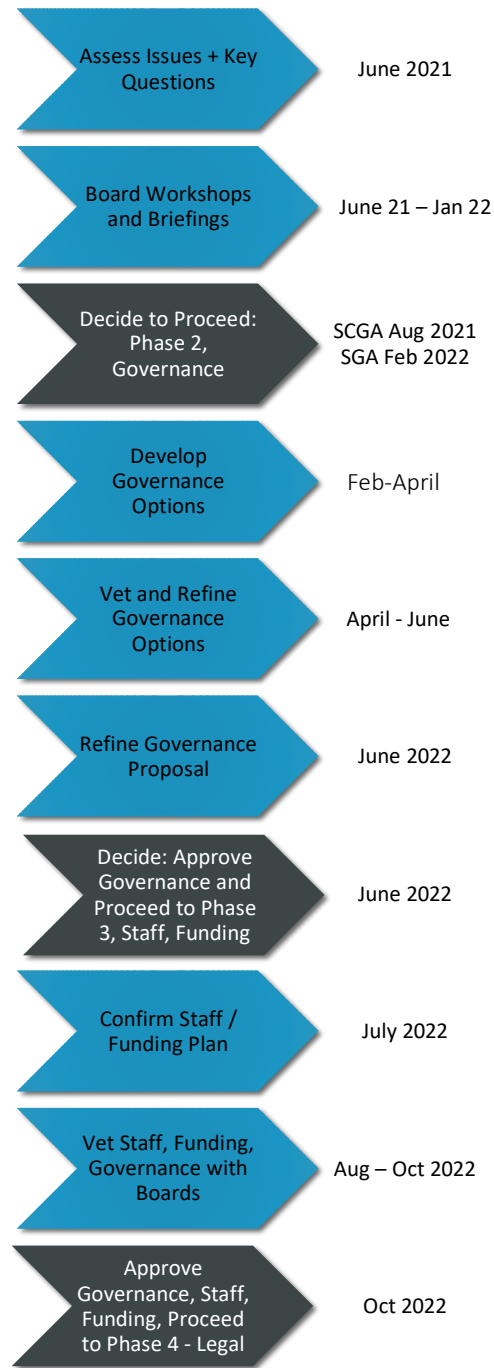 Assess Issues + Key
Questions
June 2021
Board Workshops
and Briefings
June 21 – Jan 22
Decide to Proceed:
Phase 2,
Governance
SCGA Aug 2021
SGA Feb 2022
Develop
Governance
Options
Feb-April
Vet and Refine
Governance
Options
April - June
Refine Governance
Proposal
June 2022
Decide: Approve
Governance and
Proceed to Phase
3, Staff, Funding
June 2022
Confirm Staff /
Funding Plan
July 2022
Vet Staff, Funding,
Governance with
Boards
Aug – Oct 2022
Approve
Governance, Staff,
Funding, Proceed
to Phase 4 - Legal
Oct 2022